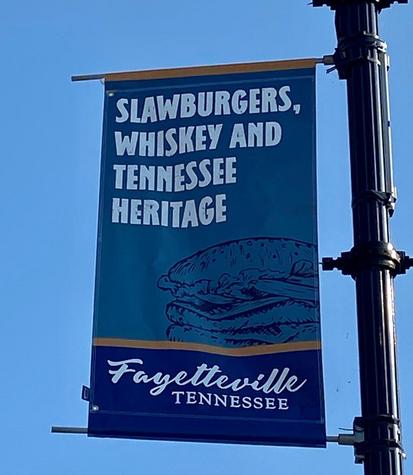 SLAWBURGERS,
WHISKEY AND
TENNESSEE
HERITAGE
Fayetteville
TENNESSEE